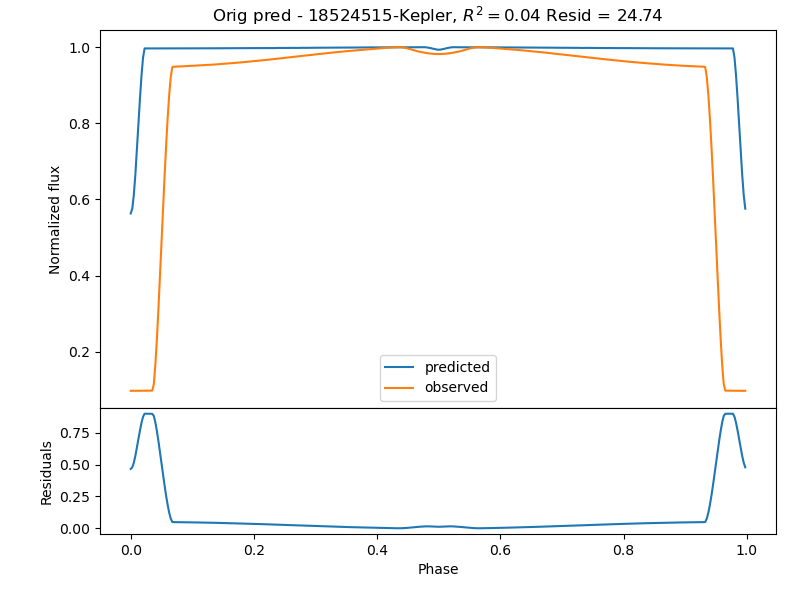 Orig pred - 18524515-Kepler, $R^2 = 0.04$ Resid = 24.74
1.0
0.8
0.6
0.4
0.2
Normalized flux
predicted
observed
0.75
0.50
0.25
0.00
Residuals
0.0 0.2 0.4 0.6 0.8 1.0
Phase